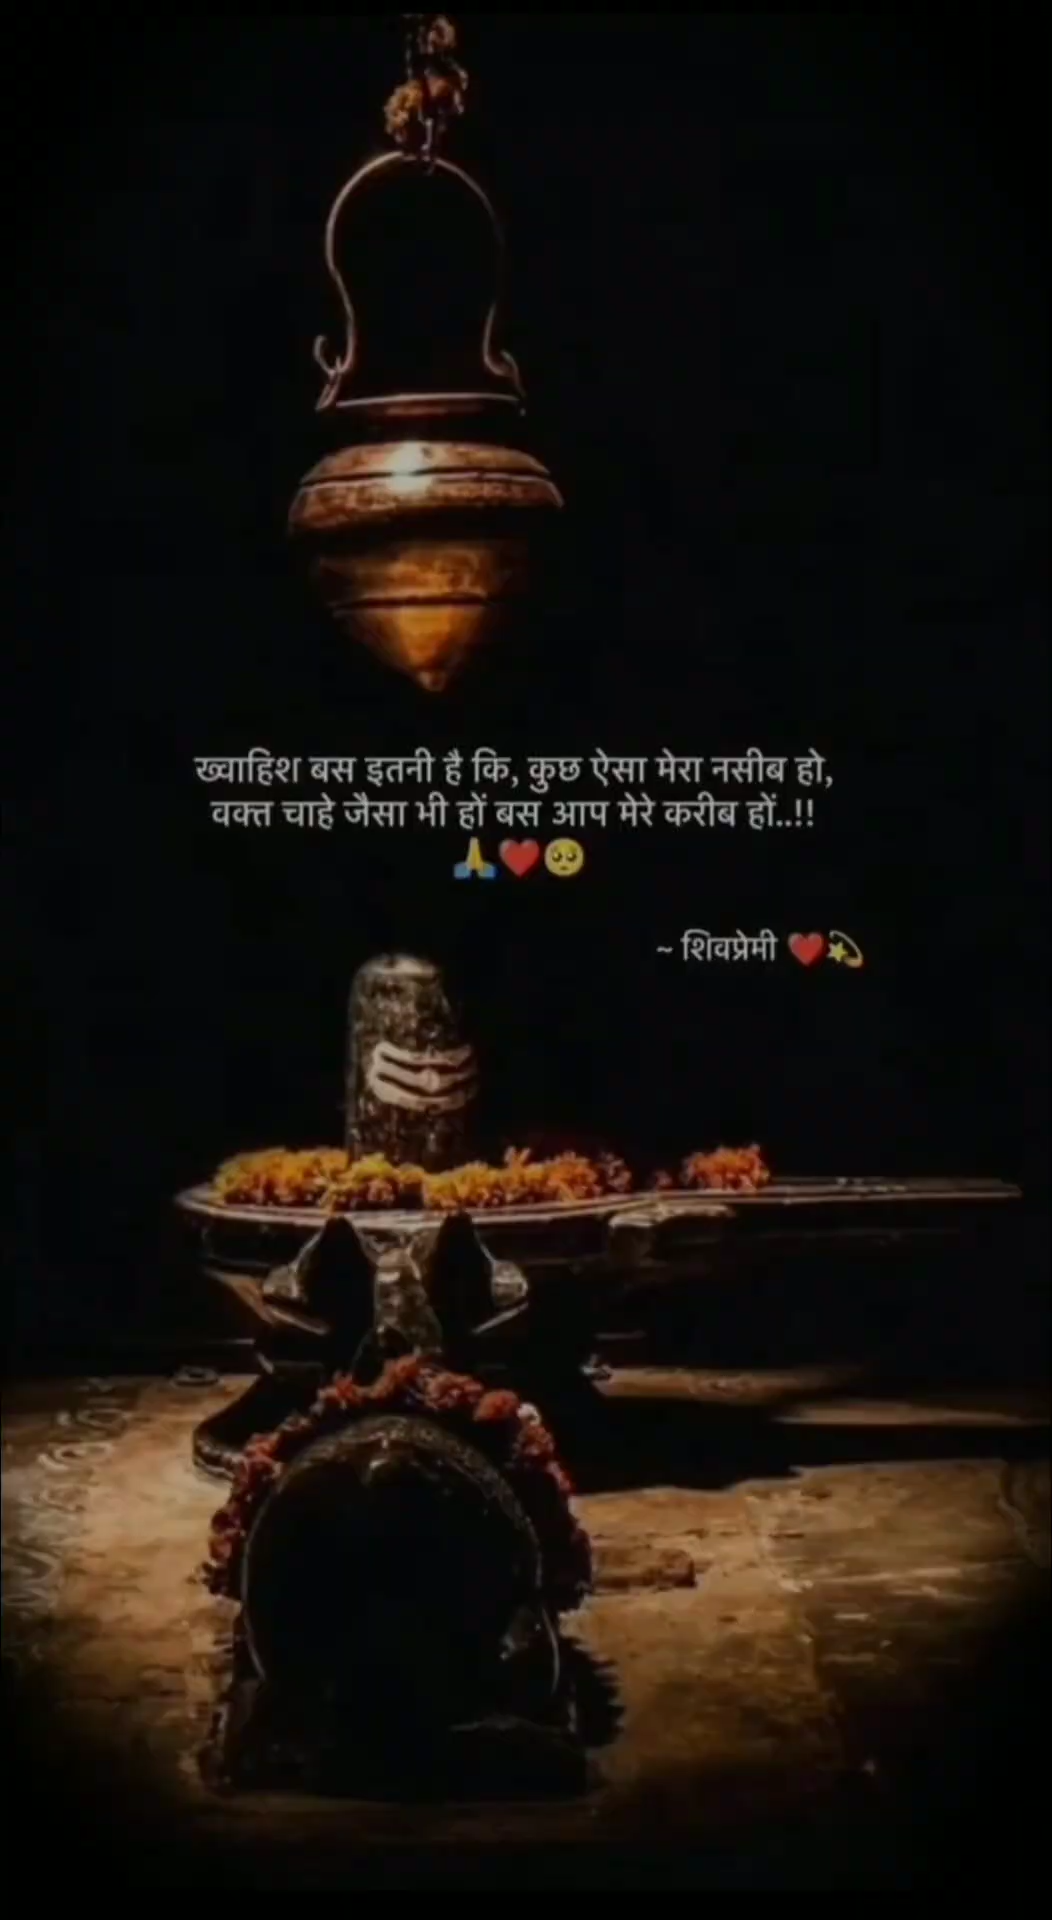 ख्वाहिश बस इतनी है कि, कुछ ऐसा मेरा नसीब हो,
वक्त चाहे जैसा भी हों बस आप मेरे करीब हों..!!
🙏❤️🥺
~ शिवप्रेमी ❤️💫